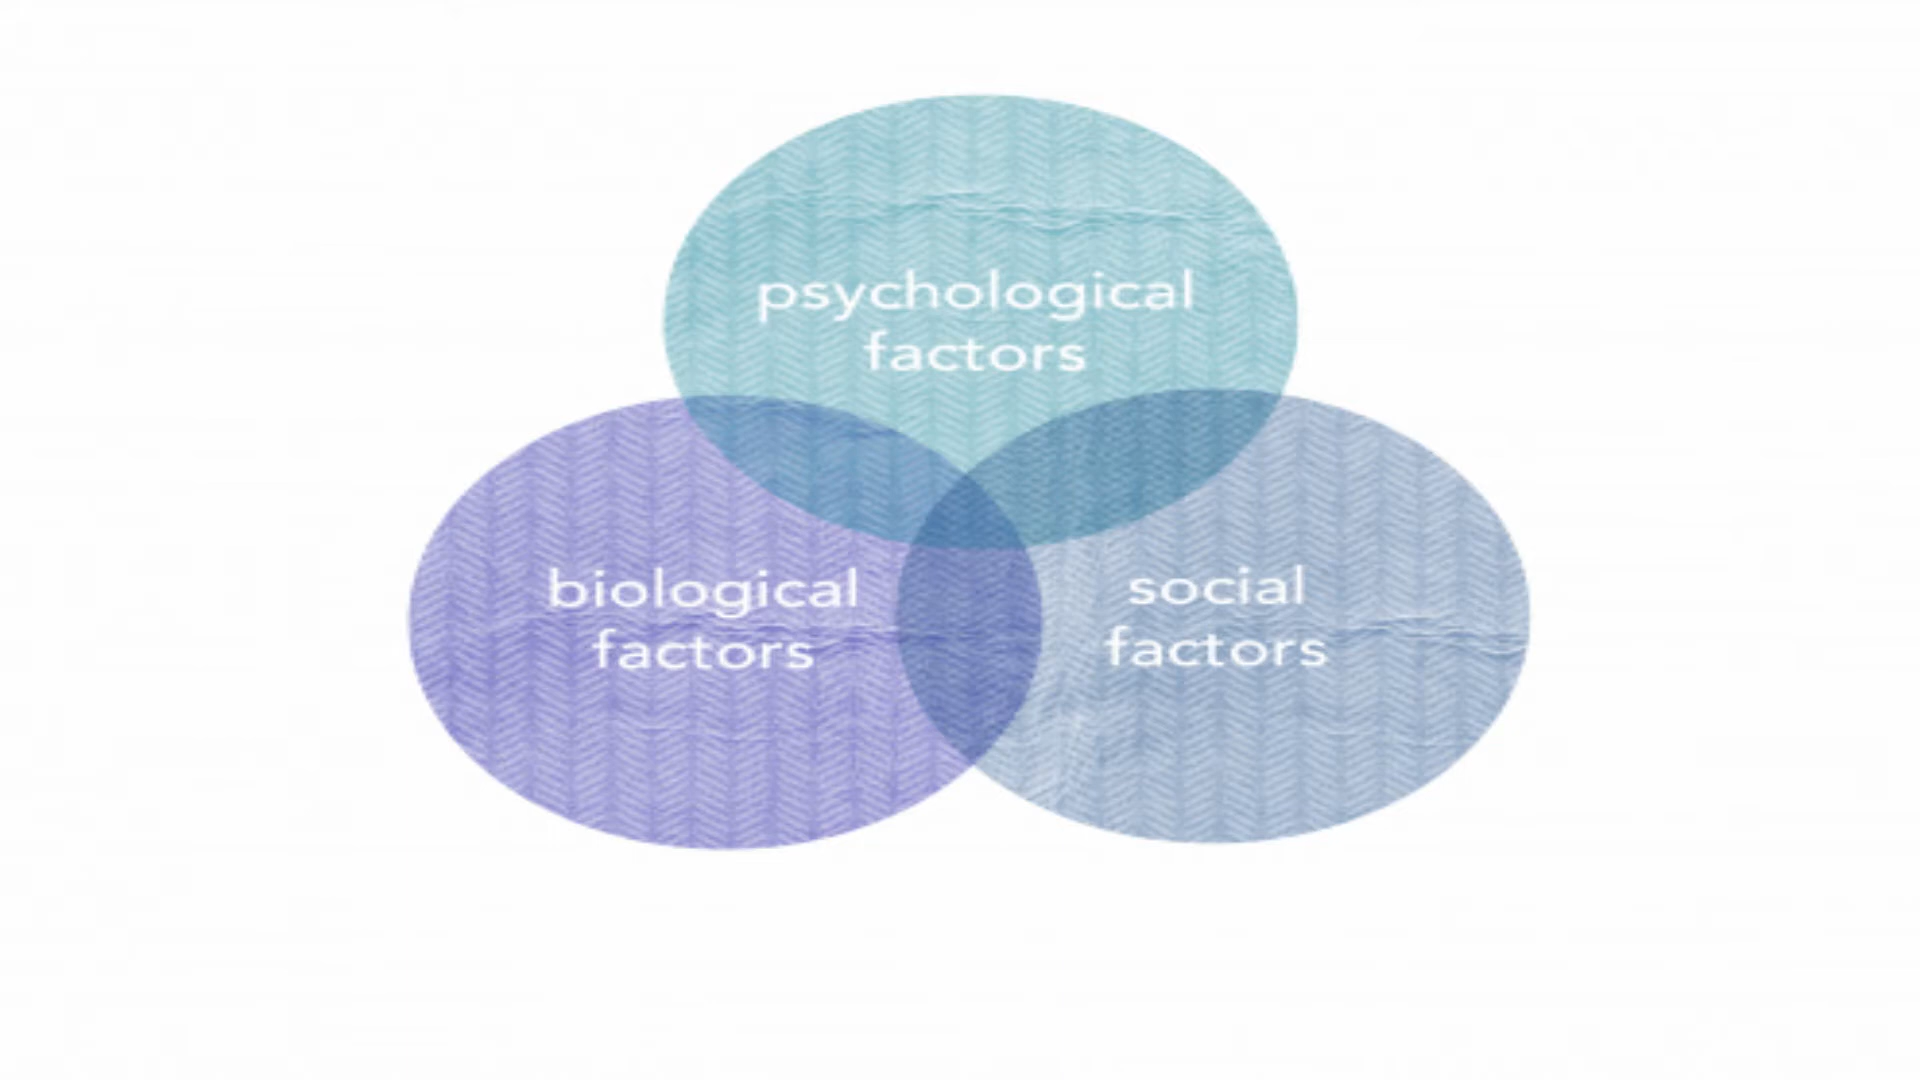 psychological
factors
biological
factors
social
factors